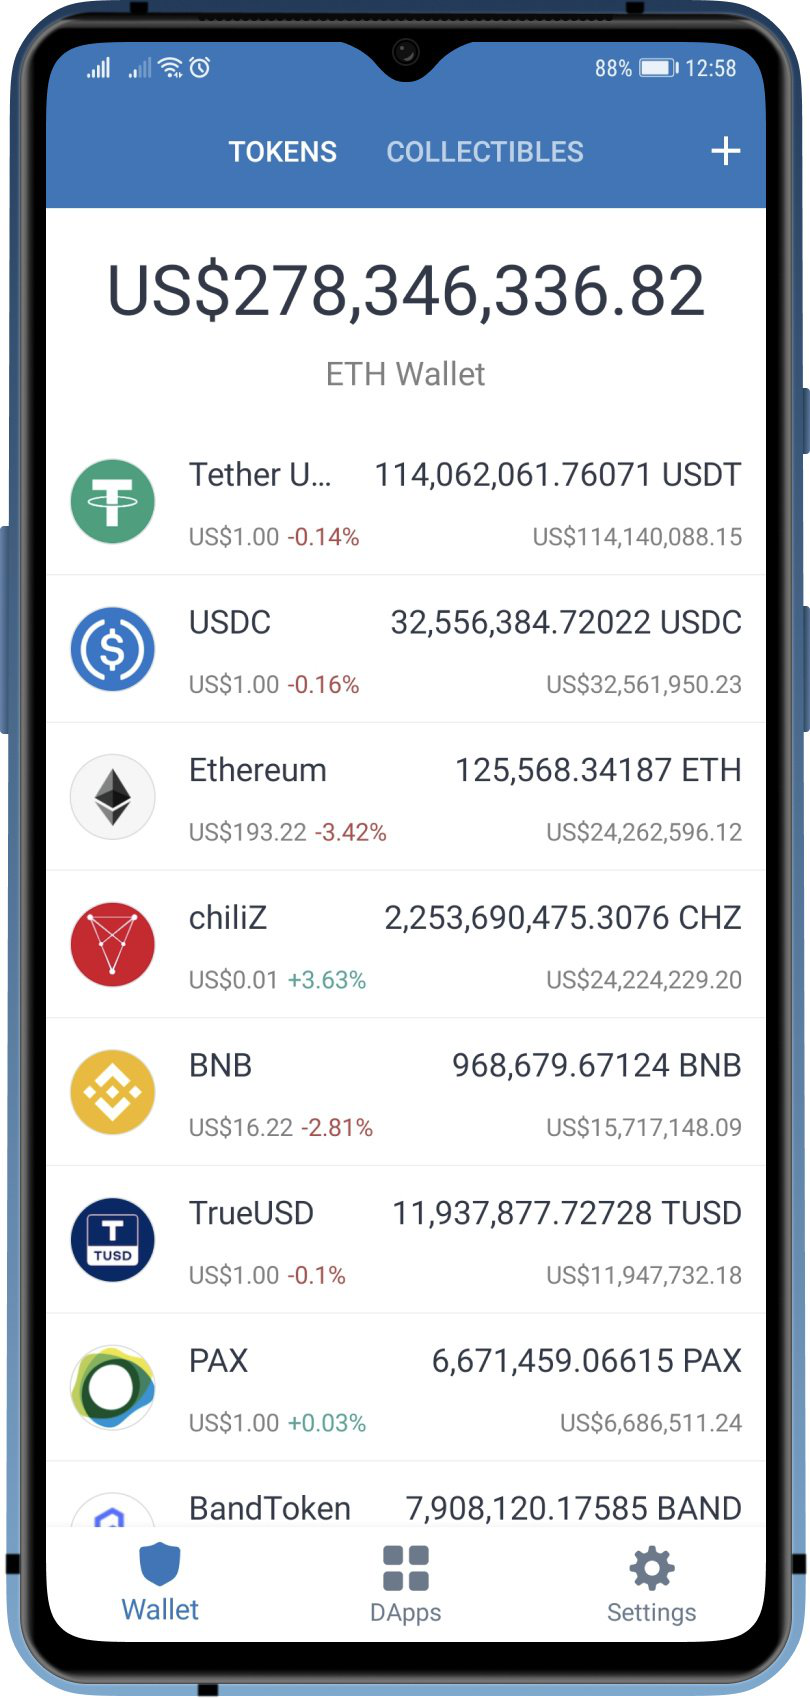 88% 12:58
TOKENS COLLECTIBLES +
US$278,346,336.82
ETH Wallet
Tether U... 114,062,061.76071 USDT
US$1.00 -0.14% US$114,140,088.15
USDC 32,556,384.72022 USDC
US$1.00 -0.16% US$32,561,950.23
Ethereum 125,568.34187 ETH
US$193.22 -3.42% US$24,262,596.12
chiliZ 2,253,690,475.3076 CHZ
US$0.01 +3.63% US$24,224,229.20
BNB 968,679.67124 BNB
US$16.22 -2.81% US$15,717,148.09
TrueUSD 11,937,877.72728 TUSD
TUSD
US$1.00 -0.1% US$11,947,732.18
PAX 6,671,459.06615 PAX
US$1.00 +0.03% US$6,686,511.24
BandToken 7,908,120.17585 BAND
Wallet DApps Settings